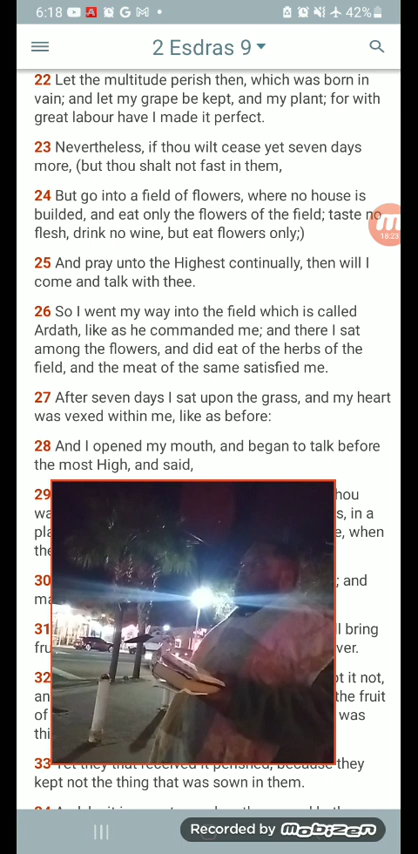 6:18 42%
2 Esdras 9
22 Let the multitude perish then, which was born in
vain; and let my grape be kept, and my plant; for with
great labour have I made it perfect.
23 Nevertheless, if thou wilt cease yet seven days
more, (but thou shalt not fast in them,
24 But go into a field of flowers, where no house is
builded, and eat only the flowers of the field; taste no
flesh, drink no wine, but eat flowers only;)
18:23
25 And pray unto the Highest continually, then will I
come and talk with thee.
26 So I went my way into the field which is called
Ardath, like as he commanded me; and there I sat
among the flowers, and did eat of the herbs of the
field, and the meat of the same satisfied me.
27 After seven days I sat upon the grass, and my heart
was vexed within me, like as before:
28 And I opened my mouth, and began to talk before
the most High, and said,
29
s, in a
when
30 ; and
31 bring
ver.
32 it not,
the fruit
of was
33 they
kept not the thing that was sown in them.
Recorded by mobizen